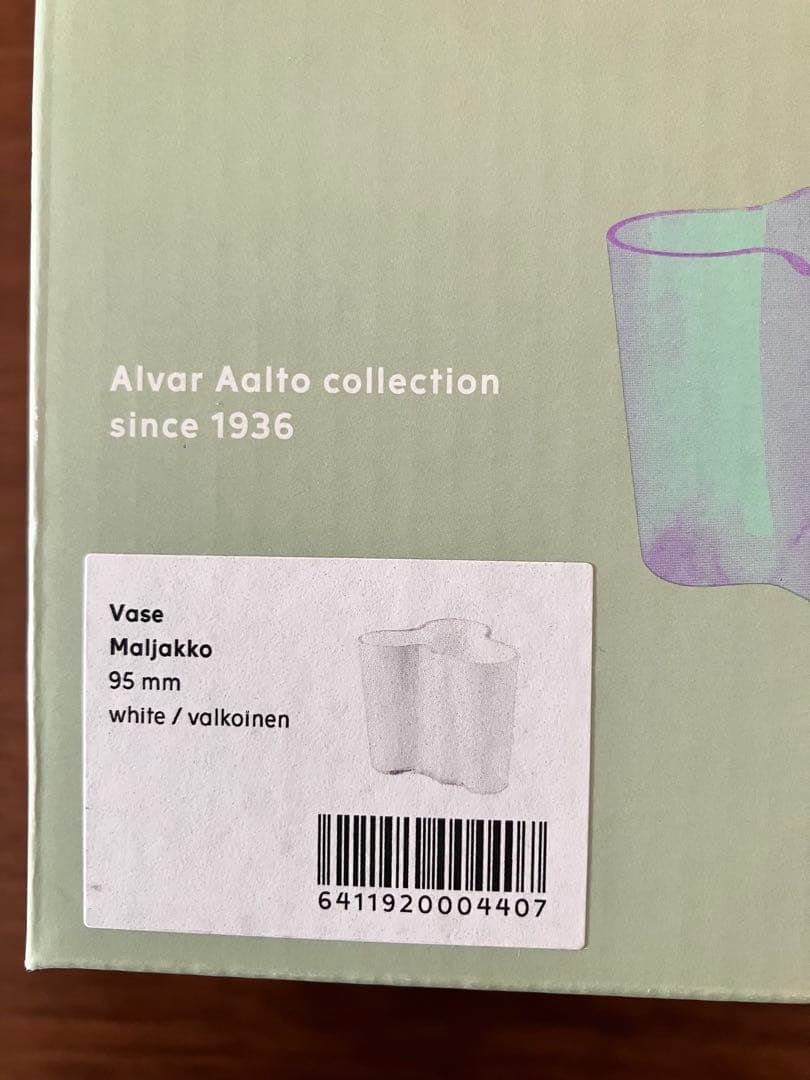 Alvar Aalto collection
since 1936
Vase
Maljakko
95 mm
white / valkoinen
6411920004407